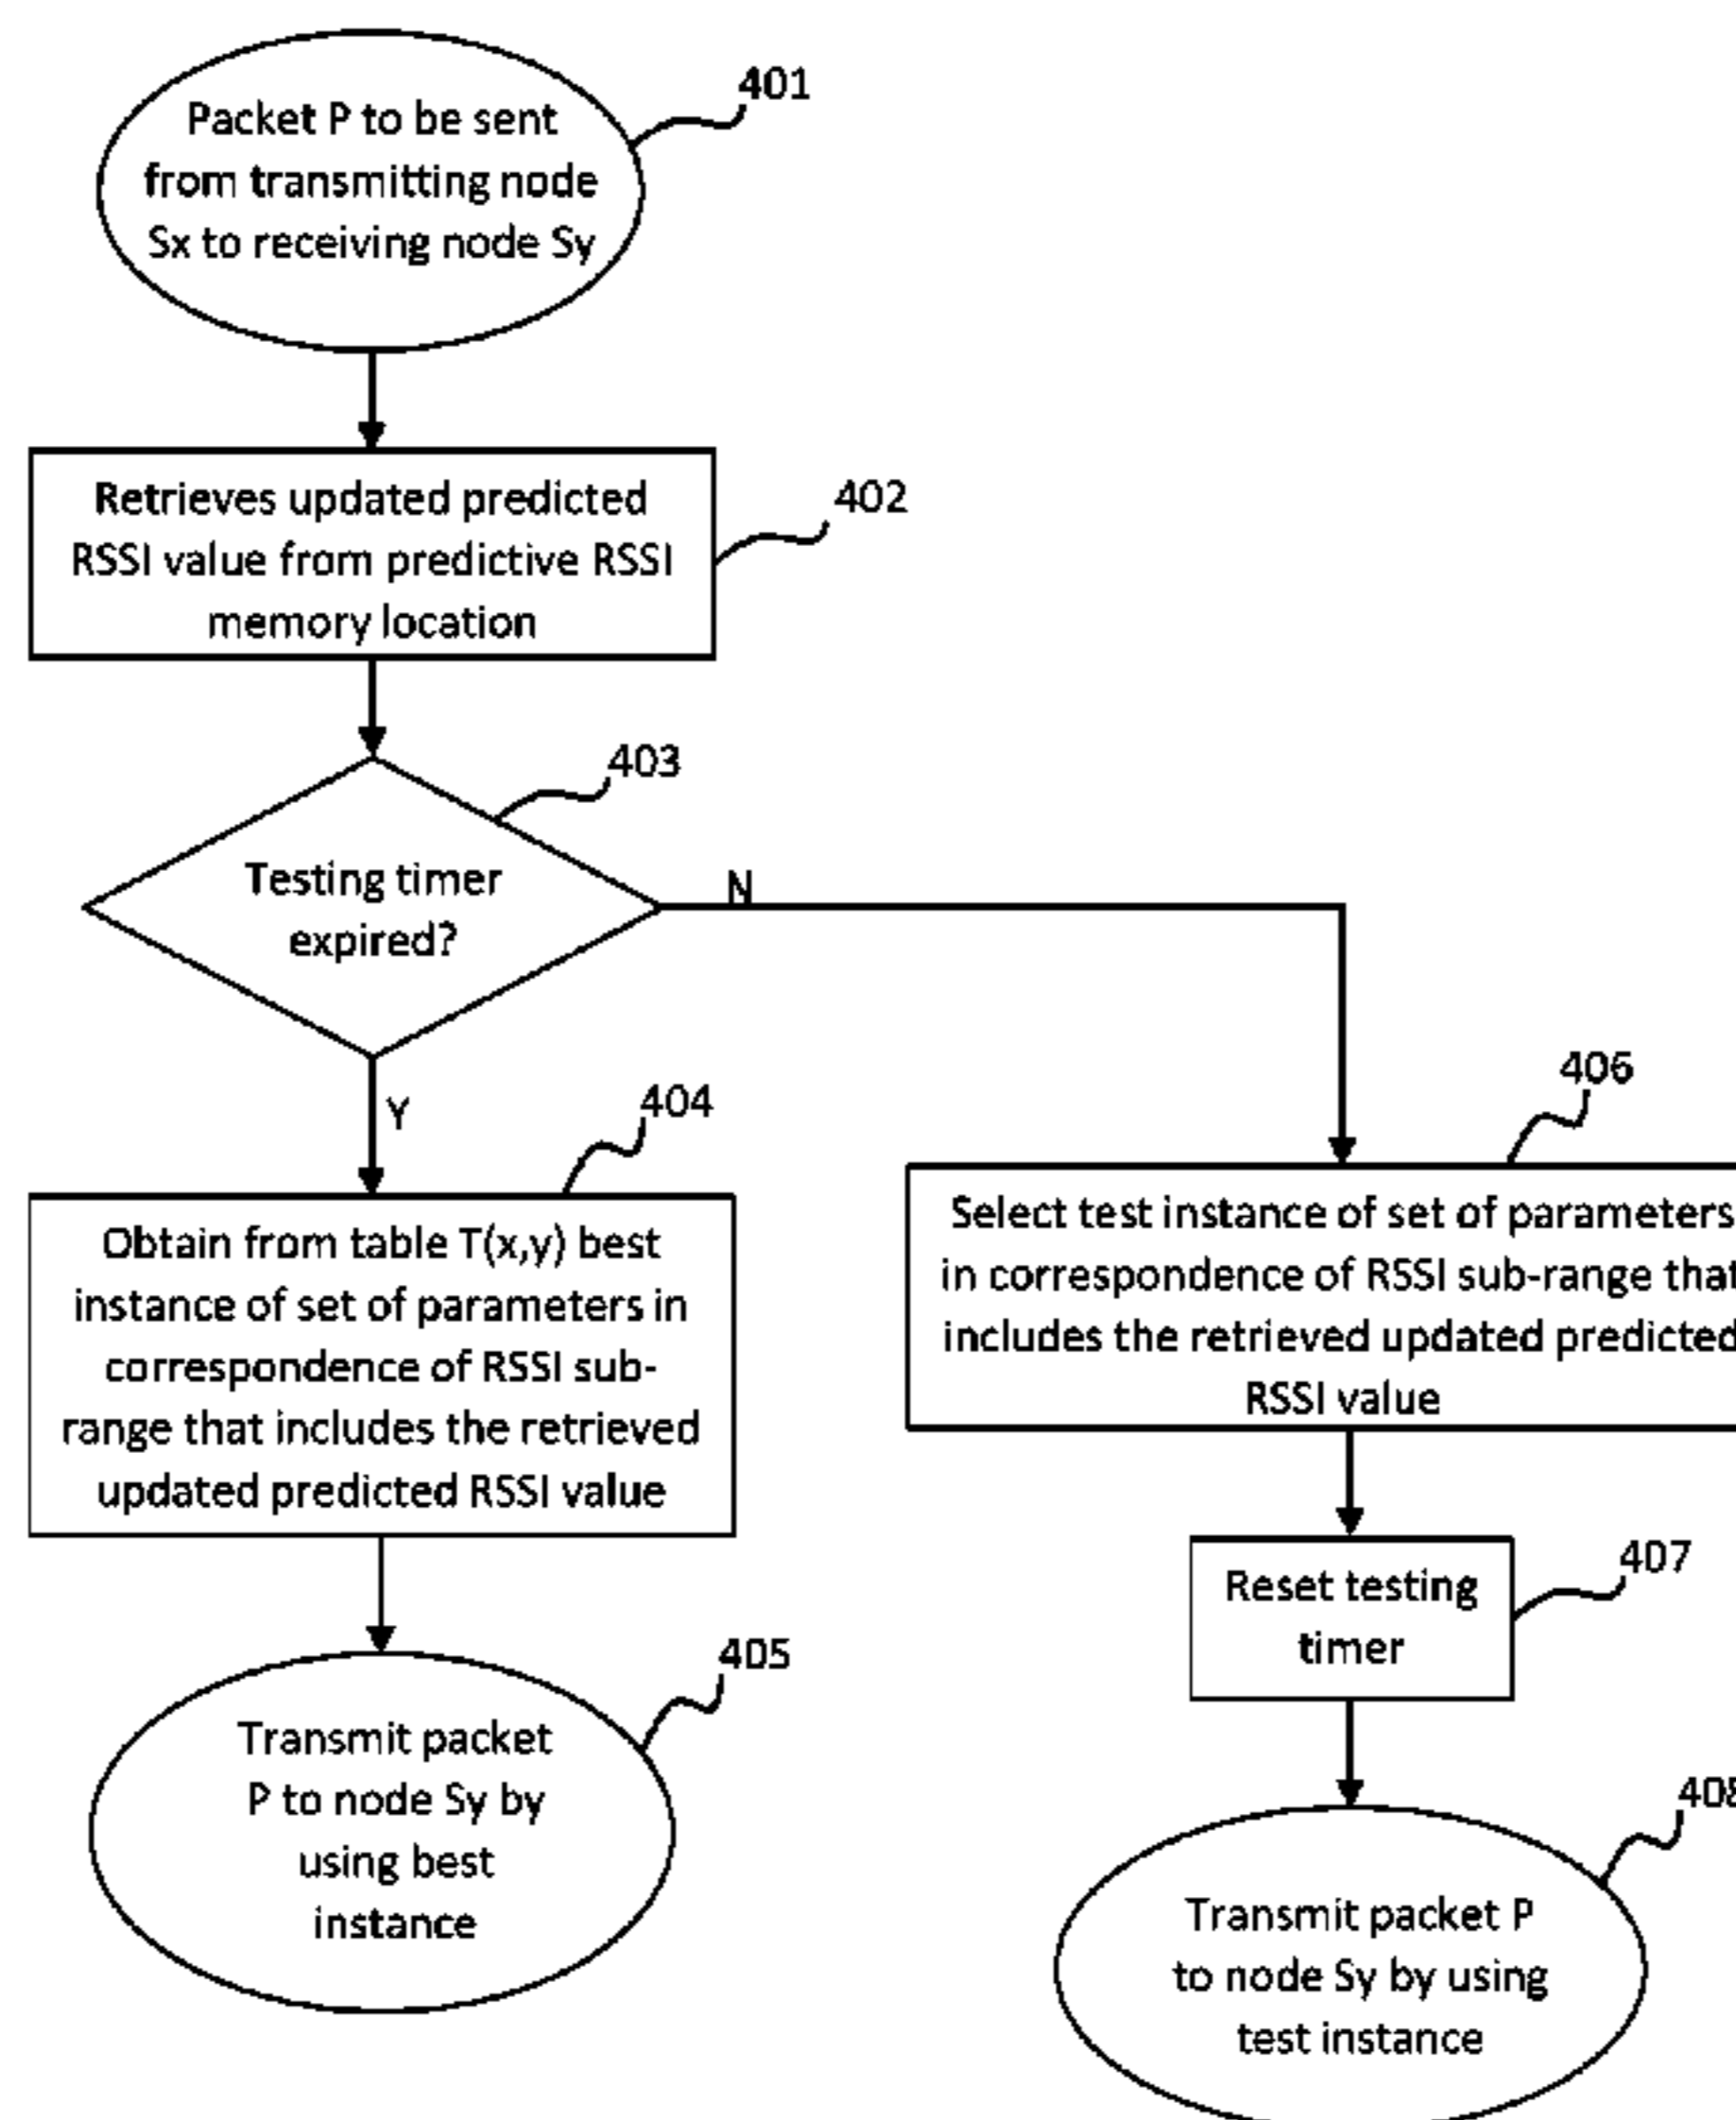 401
Packet P to be sent
from transmitting node
Sx to receiving node Sy
402
Retrieves updated predicted
RSSI value from predictive RSSI
memory location
403
Testing timer
expired?
N
Y
404
Obtain from table T(x,y) best
instance of set of parameters in
correspondence of RSSI sub-
range that includes the retrieved
updated predicted RSSI value
405
Transmit packet
P to node Sy by
using best
instance
406
Select test instance of set of parameters
in correspondence of RSSI sub-range that
includes the retrieved updated predicted
RSSI value
407
Reset testing
timer
408
Transmit packet P
to node Sy by using
test instance